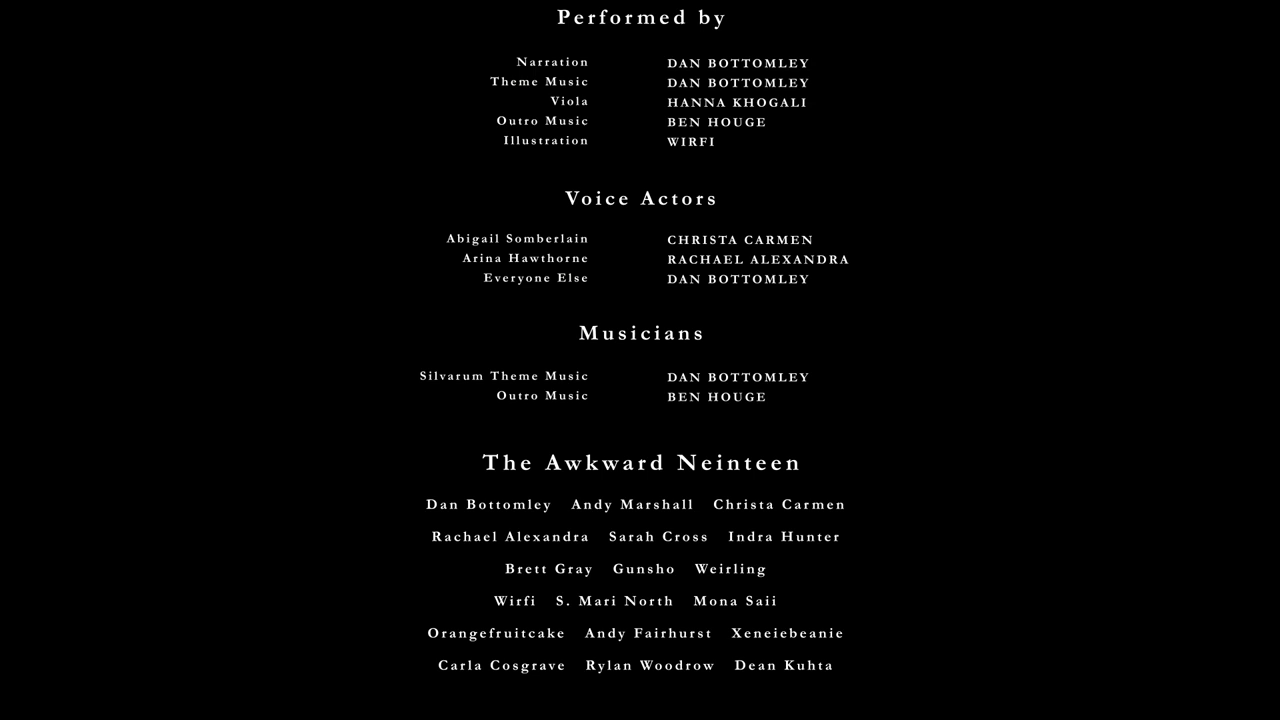 Performed by
Narration DAN BOTTOMLEY
Theme Music DAN BOTTOMLEY
Viola HANNA KHOGALI
Outro Music BEN HOUGE
Illustration WIRFI
Voice Actors
Abigail Somberlain CHRISTA CARMEN
Arina Hawthorne RACHAEL ALEXANDRA
Everyone Else DAN BOTTOMLEY
Musicians
Silvarum Theme Music DAN BOTTOMLEY
Outro Music BEN HOUGE
The Awkward Neinteen
Dan Bottomley Andy Marshall Christa Carmen
Rachael Alexandra Sarah Cross Indra Hunter
Brett Gray Gunsho Weirling
Wirfi S. Mari North Mona Saii
Orangefruitcake Andy Fairhurst Xeneiebeanie
Carla Cosgrave Rylan Woodrow Dean Kuhta